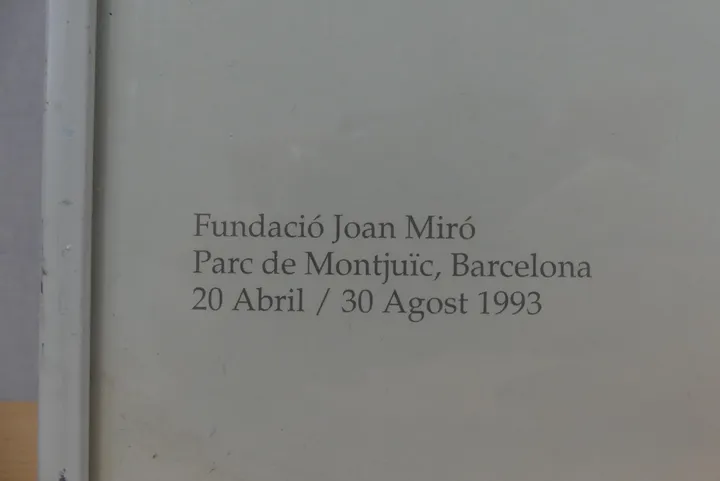 Fundació Joan Miró
Parc de Montjuïc, Barcelona
20 Abril / 30 Agost 1993